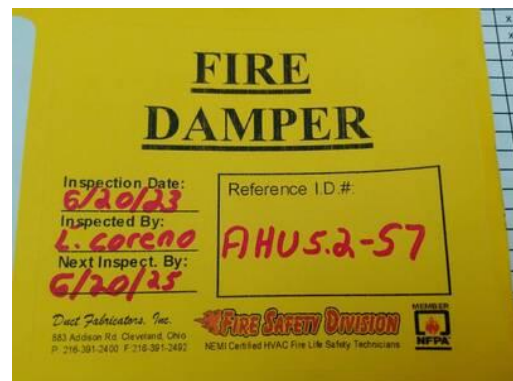 FIRE
DAMPER
Inspection Date:
6/20/23
Inspected By:
L. Coreno
Next Inspect. By:
6/20/25
Reference I.D.#:
AHU5.2-57
Duct Fabricators, Inc.
883 Addison Rd Cleveland, Ohio
P: 216-391-2400 F:216-391-2492
FIRE SAFETY DIVISION
NEMI Certified HVAC Fire Life Safety Technicians
MEMBER
NFPA